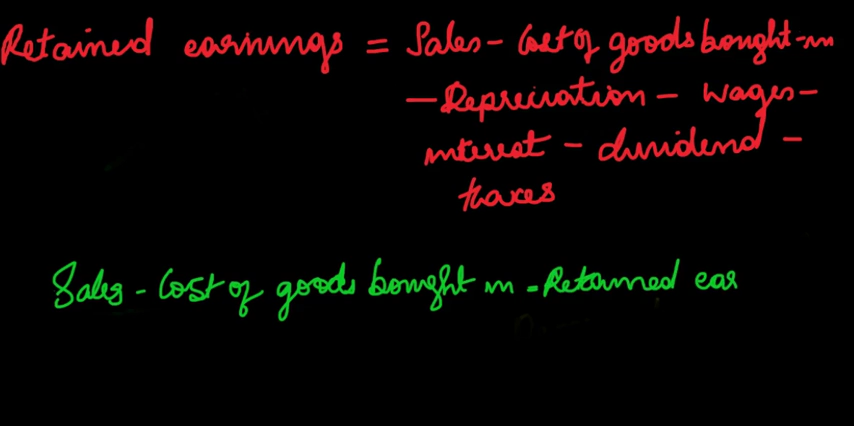 Retained earnings = Sales - Cost of goods bought-in
- Depreciation - wages -
interest - dividend -
taxes
Sales - Cost of goods bought in = Retained ear